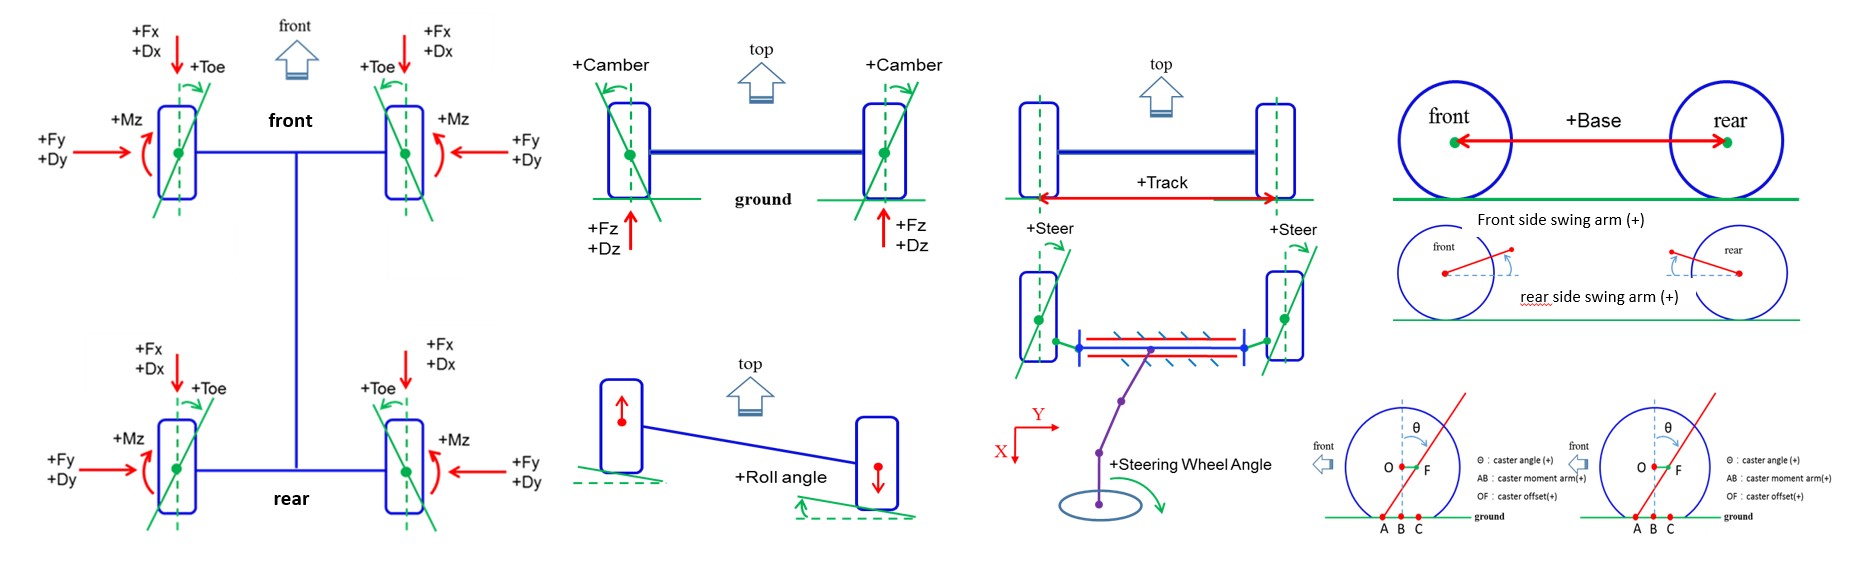 +Fx
+Dx
front
+Fx
+Dx
+Toe
+Toe
+Mz
front
+Mz
+Fy
+Dy
+Fy
+Dy
+Fx
+Dx
+Fx
+Dx
+Toe
+Toe
+Mz
+Mz
+Fy
+Dy
+Fy
+Dy
rear
top
+Camber
+Camber
ground
+Fz
+Dz
+Fz
+Dz
top
+Roll angle
top
+Track
+Steer
+Steer
Y
X
+Steering Wheel Angle
front
+Base
rear
Front side swing arm (+)
front
rear
rear side swing arm (+)
front
θ
O
F
Θ : caster angle (+)
AB : caster moment arm(+)
OF : caster offset(+)
ground
A B C
front
θ
O
F
Θ : caster angle (+)
AB : caster moment arm(+)
OF : caster offset(+)
ground
A B C